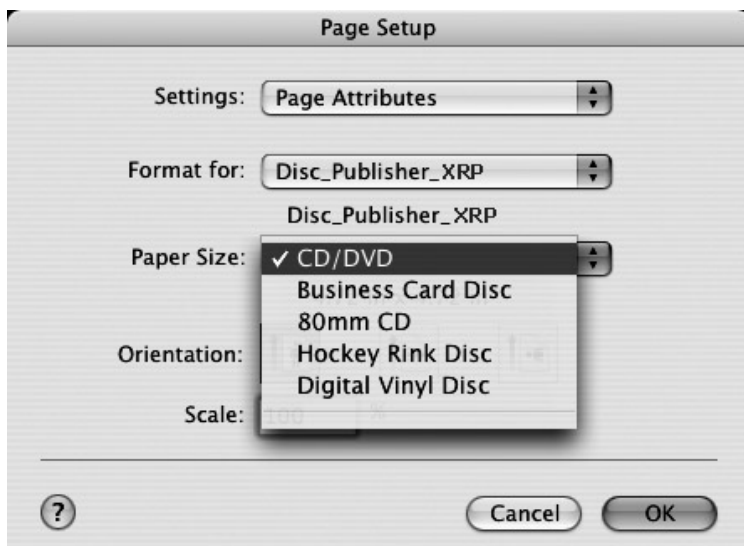 Page Setup
Settings: Page Attributes
Format for: Disc_Publisher_XRP
Disc_Publisher_XRP
Paper Size: ✓ CD/DVD
Business Card Disc
80mm CD
Hockey Rink Disc
Digital Vinyl Disc
Orientation:
Scale: 100 %
? Cancel OK